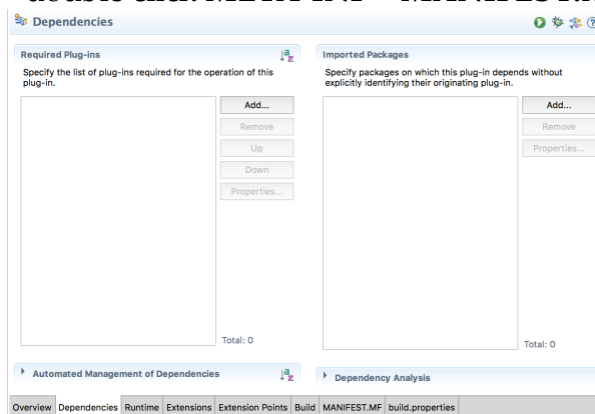 Dependencies
Required Plug-ins
Specify the list of plug-ins required for the operation of this
plug-in.
Add...
Remove
Up
Down
Properties...
Total: 0
Imported Packages
Specify packages on which this plug-in depends without
explicitly identifying their originating plug-in.
Add...
Remove
Properties...
Total: 0
Automated Management of Dependencies
Dependency Analysis
Overview Dependencies Runtime Extensions Extension Points Build MANIFEST.MF build.properties